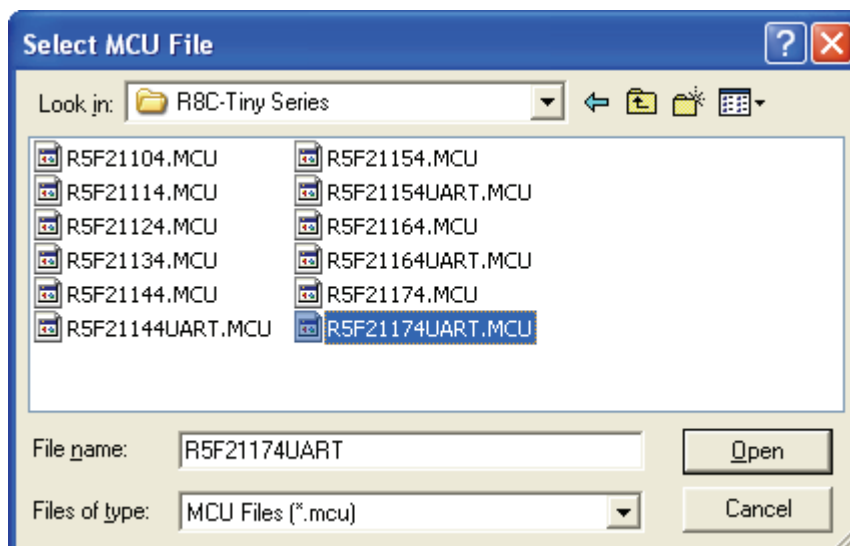 Select MCU File
Look in: R8C-Tiny Series
R5F21104.MCU
R5F21114.MCU
R5F21124.MCU
R5F21134.MCU
R5F21144.MCU
R5F21144UART.MCU
R5F21154.MCU
R5F21154UART.MCU
R5F21164.MCU
R5F21164UART.MCU
R5F21174.MCU
R5F21174UART.MCU
File name: R5F21174UART Open
Files of type: MCU Files (*.mcu) Cancel